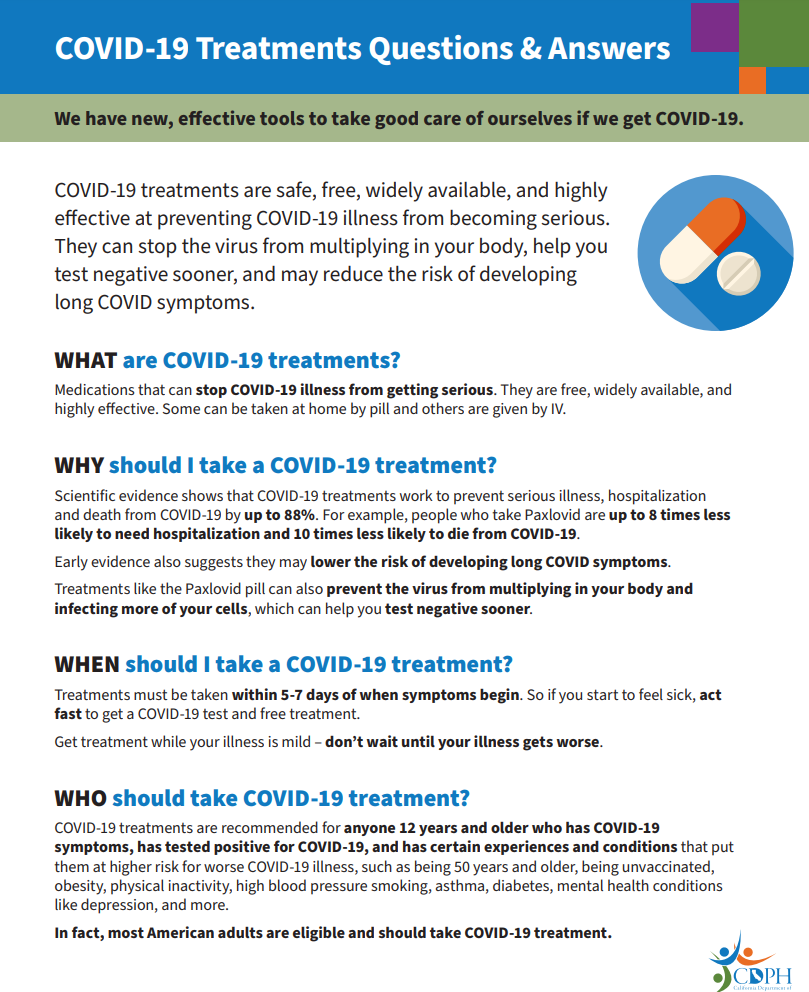 COVID-19 Treatments Questions & Answers
We have new, effective tools to take good care of ourselves if we get COVID-19.
COVID-19 treatments are safe, free, widely available, and highly
effective at preventing COVID-19 illness from becoming serious.
They can stop the virus from multiplying in your body, help you
test negative sooner, and may reduce the risk of developing
long COVID symptoms.
WHAT are COVID-19 treatments?
Medications that can stop COVID-19 illness from getting serious. They are free, widely available, and
highly effective. Some can be taken at home by pill and others are given by IV.
WHY should I take a COVID-19 treatment?
Scientific evidence shows that COVID-19 treatments work to prevent serious illness, hospitalization
and death from COVID-19 by up to 88%. For example, people who take Paxlovid are up to 8 times less
likely to need hospitalization and 10 times less likely to die from COVID-19.
Early evidence also suggests they may lower the risk of developing long COVID symptoms.
Treatments like the Paxlovid pill can also prevent the virus from multiplying in your body and
infecting more of your cells, which can help you test negative sooner.
WHEN should I take a COVID-19 treatment?
Treatments must be taken within 5-7 days of when symptoms begin. So if you start to feel sick, act
fast to get a COVID-19 test and free treatment.
Get treatment while your illness is mild – don’t wait until your illness gets worse.
WHO should take COVID-19 treatment?
COVID-19 treatments are recommended for anyone 12 years and older who has COVID-19
symptoms, has tested positive for COVID-19, and has certain experiences and conditions that put
them at higher risk for worse COVID-19 illness, such as being 50 years and older, being unvaccinated,
obesity, physical inactivity, high blood pressure smoking, asthma, diabetes, mental health conditions
like depression, and more.
In fact, most American adults are eligible and should take COVID-19 treatment.
CDPH
California Department of